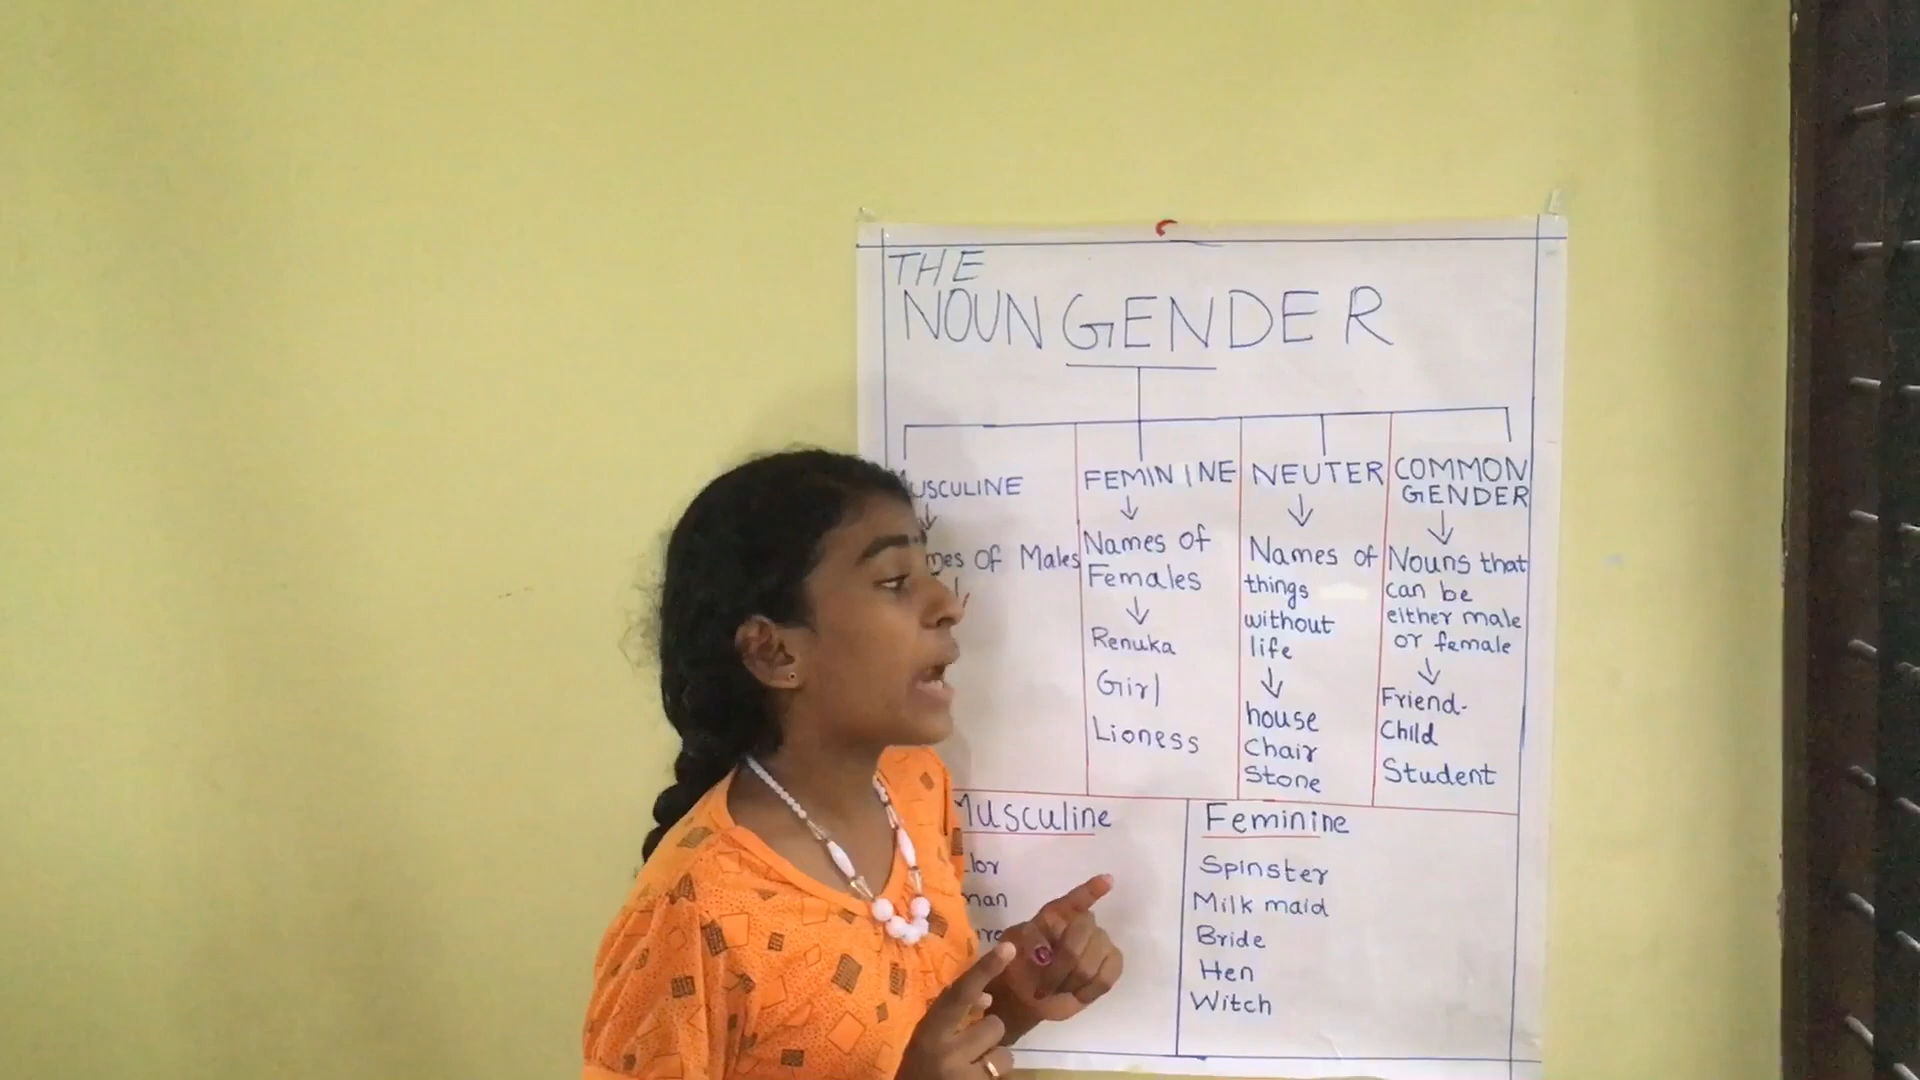 THE
NOUN GENDER
USCULINE
FEMININE
NEUTER
COMMON
GENDER
OF Males
Names OF
Females
Renuka
Girl
Lioness
Names of
things
without
life
house
Chair
Stone
Nouns that
can be
either male
or female
Friend-
Child
Student
Musculine
Feminine
Spinster
Milk maid
Bride
Hen
Witch